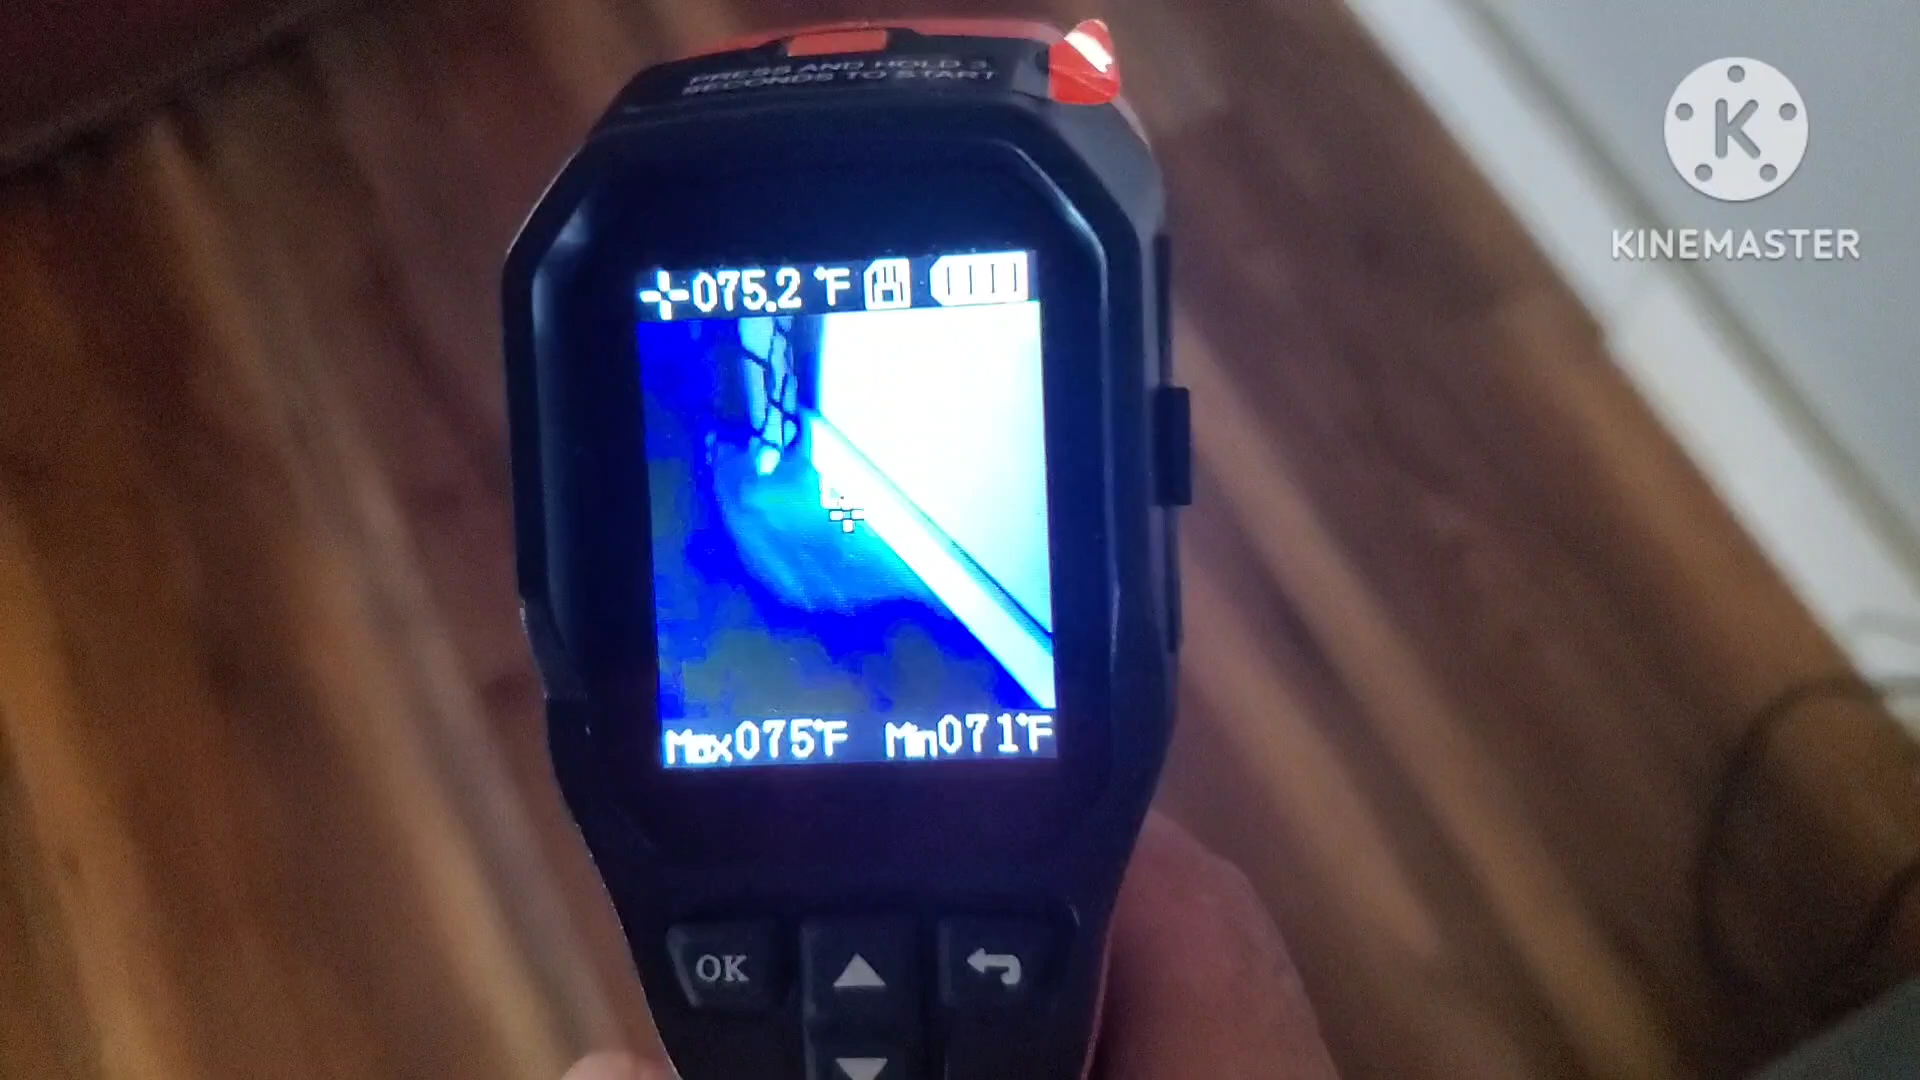 PRESS AND HOLD 3
SECONDS TO START
K
KINEMASTER
075.2 °F
Max075°F Min071°F
OK